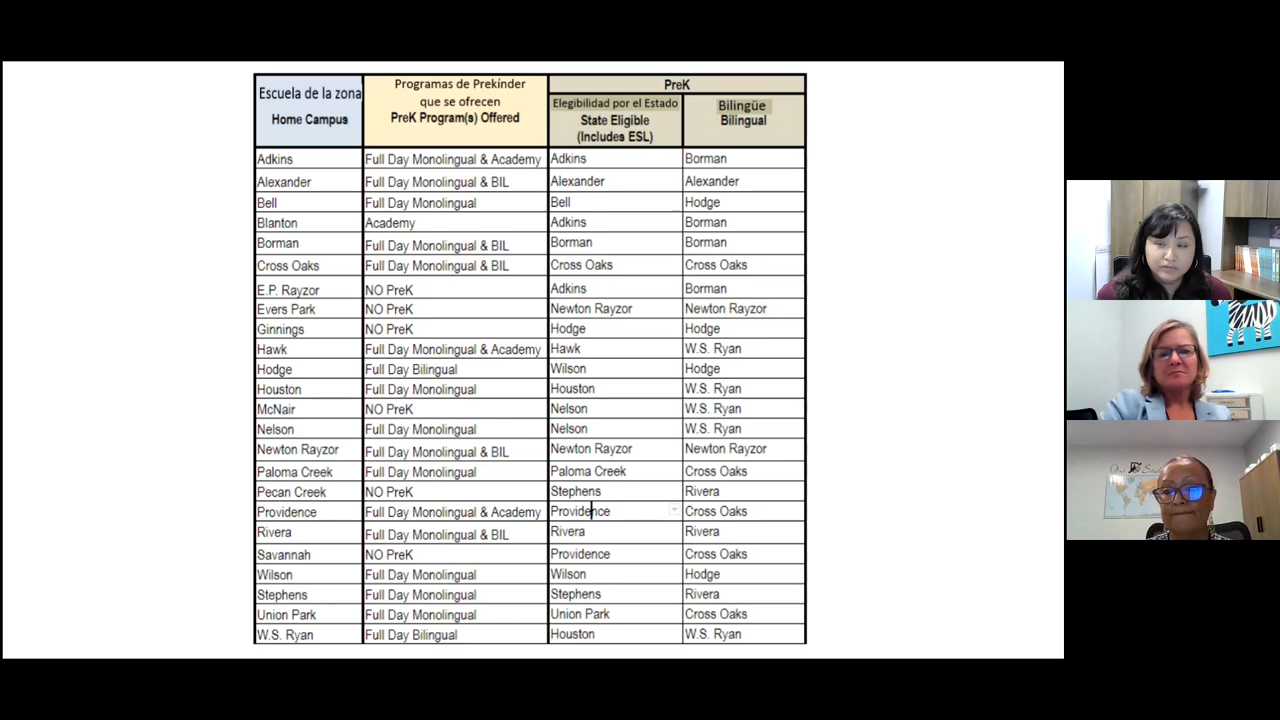 Escuela de la zona
Home Campus
Programas de Prekínder
que se ofrecen
PreK Program(s) Offered
PreK
Elegibilidad por el Estado
State Eligible
(Includes ESL)
Bilingüe
Bilingual
Adkins Full Day Monolingual & Academy Adkins Borman
Alexander Full Day Monolingual & BIL Alexander Alexander
Bell Full Day Monolingual Bell Hodge
Blanton Academy Adkins Borman
Borman Full Day Monolingual & BIL Borman Borman
Cross Oaks Full Day Monolingual & BIL Cross Oaks Cross Oaks
E.P. Rayzor NO PreK Adkins Borman
Evers Park NO PreK Newton Rayzor Newton Rayzor
Ginnings NO PreK Hodge Hodge
Hawk Full Day Monolingual & Academy Hawk W.S. Ryan
Hodge Full Day Bilingual Wilson Hodge
Houston Full Day Monolingual Houston W.S. Ryan
McNair NO PreK Nelson W.S. Ryan
Nelson Full Day Monolingual Nelson W.S. Ryan
Newton Rayzor Full Day Monolingual & BIL Newton Rayzor Newton Rayzor
Paloma Creek Full Day Monolingual Paloma Creek Cross Oaks
Pecan Creek NO PreK Stephens Rivera
Providence Full Day Monolingual & Academy Providence Cross Oaks
Rivera Full Day Monolingual & BIL Rivera Rivera
Savannah NO PreK Providence Cross Oaks
Wilson Full Day Monolingual Wilson Hodge
Stephens Full Day Monolingual Stephens Rivera
Union Park Full Day Monolingual Union Park Cross Oaks
W.S. Ryan Full Day Bilingual Houston W.S. Ryan